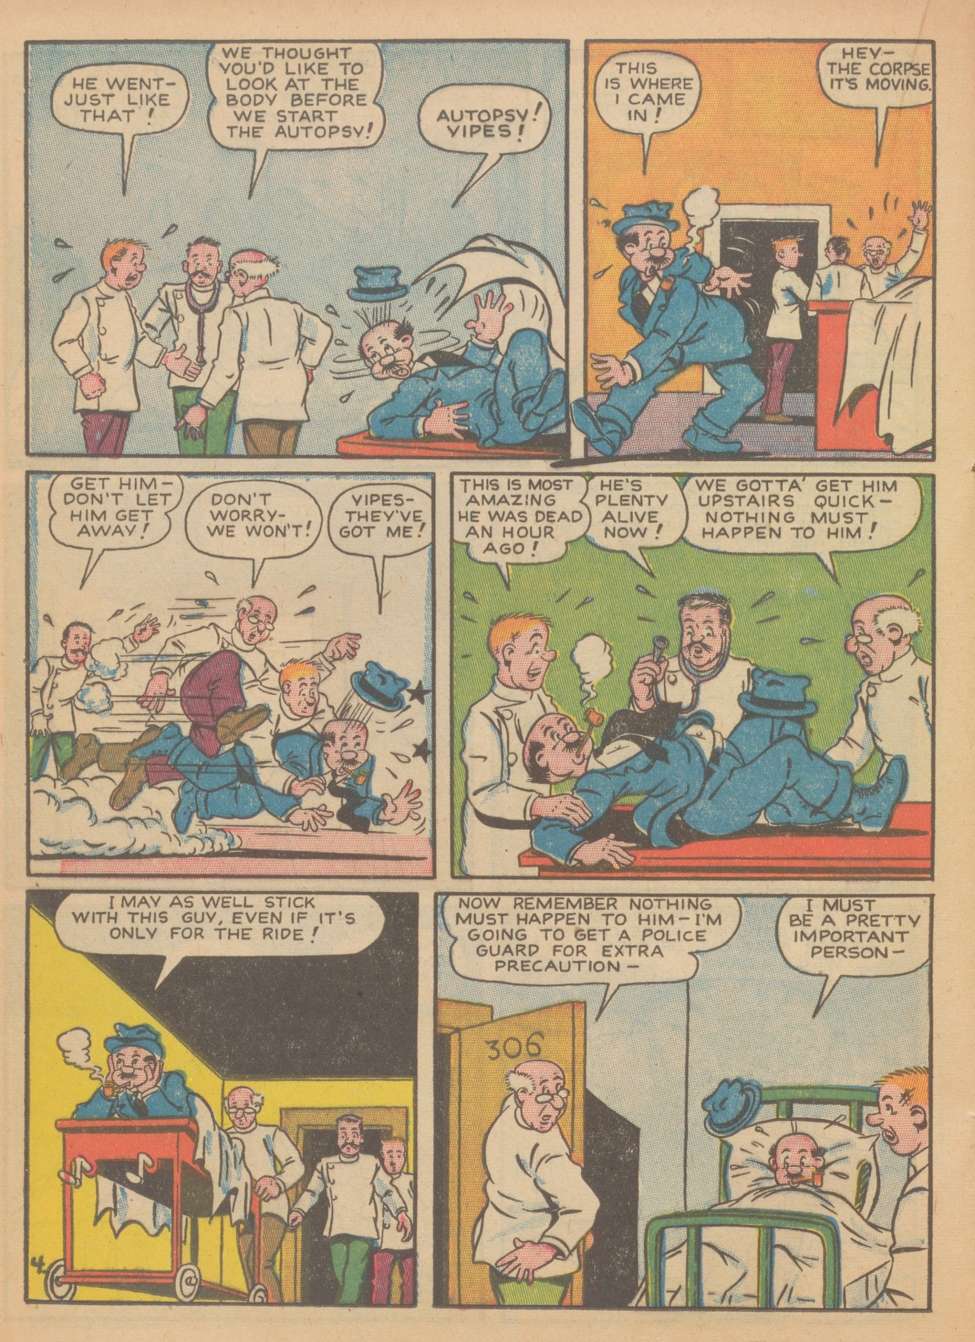 HE WENT-
JUST LIKE
THAT!
WE THOUGHT
YOU'D LIKE TO
LOOK AT THE
BODY BEFORE
WE START
THE AUTOPSY!
AUTOPSY!
YIPES!
THIS
IS WHERE
I CAME
IN!
HEY-
THE CORPSE
IT'S MOVING.
GET HIM-
DON'T LET
HIM GET
AWAY!
DON'T
WORRY-
WE WON'T!
YIPES-
THEY'VE
GOT ME!
THIS IS MOST
AMAZING
HE WAS DEAD
AN HOUR
AGO!
HE'S
PLENTY
ALIVE
NOW!
WE GOTTA' GET HIM
UPSTAIRS QUICK-
NOTHING MUST
HAPPEN TO HIM!
I MAY AS WELL STICK
WITH THIS GUY, EVEN IF IT'S
ONLY FOR THE RIDE!
4
NOW REMEMBER NOTHING
MUST HAPPEN TO HIM-I'M
GOING TO GET A POLICE
GUARD FOR EXTRA
PRECAUTION-
I MUST
BE A PRETTY
IMPORTANT
PERSON-
306